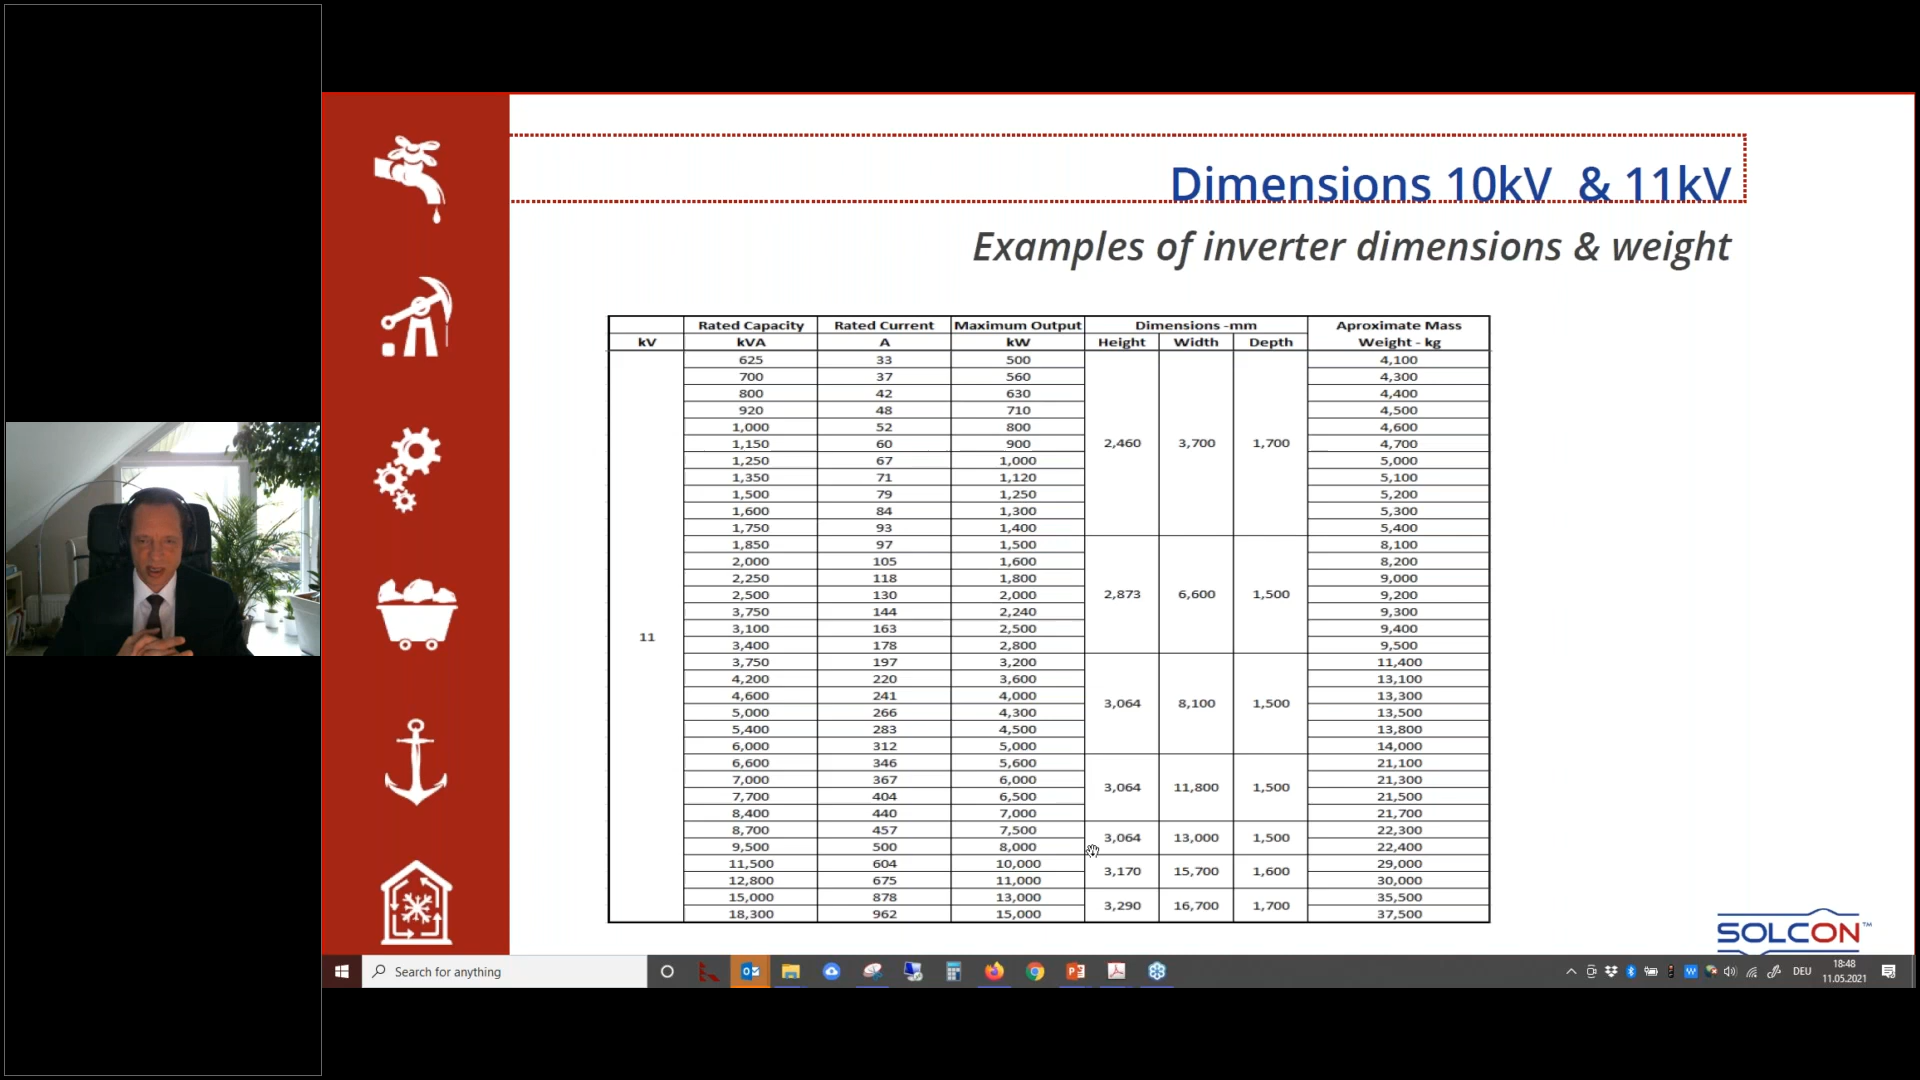 Dimensions 10kV & 11kV
Examples of inverter dimensions & weight
Rated Capacity Rated Current Maximum Output Dimensions -mm Aproximate Mass
kV kVA A kW Height Width Depth Weight - kg
625 33 500 4,100
700 37 560 4,300
800 42 630 4,400
920 48 710 4,500
1,000 52 800 4,600
1,150 60 900 2,460 3,700 1,700 4,700
1,250 67 1,000 5,000
1,350 71 1,120 5,100
1,500 79 1,250 5,200
1,600 84 1,300 5,300
1,750 93 1,400 5,400
1,850 97 1,500 8,100
2,000 105 1,600 8,200
2,250 118 1,800 9,000
2,500 130 2,000 2,873 6,600 1,500 9,200
3,750 144 2,240 9,300
3,100 163 2,500 9,400
11
3,400 178 2,800 9,500
3,750 197 3,200 11,400
4,200 220 3,600 13,100
4,600 241 4,000 13,300
3,064 8,100 1,500
5,000 266 4,300 13,500
5,400 283 4,500 13,800
6,000 312 5,000 14,000
6,600 346 5,600 21,100
7,000 367 6,000 21,300
3,064 11,800 1,500
7,700 404 6,500 21,500
8,400 440 7,000 21,700
8,700 457 7,500 22,300
3,064 13,000 1,500
9,500 500 8,000 22,400
11,500 604 10,000 29,000
3,170 15,700 1,600
12,800 675 11,000 30,000
15,000 878 13,000 35,500
3,290 16,700 1,700
18,300 962 15,000 37,500
SOLCON™
Search for anything
DEU
18:48
11.05.2021